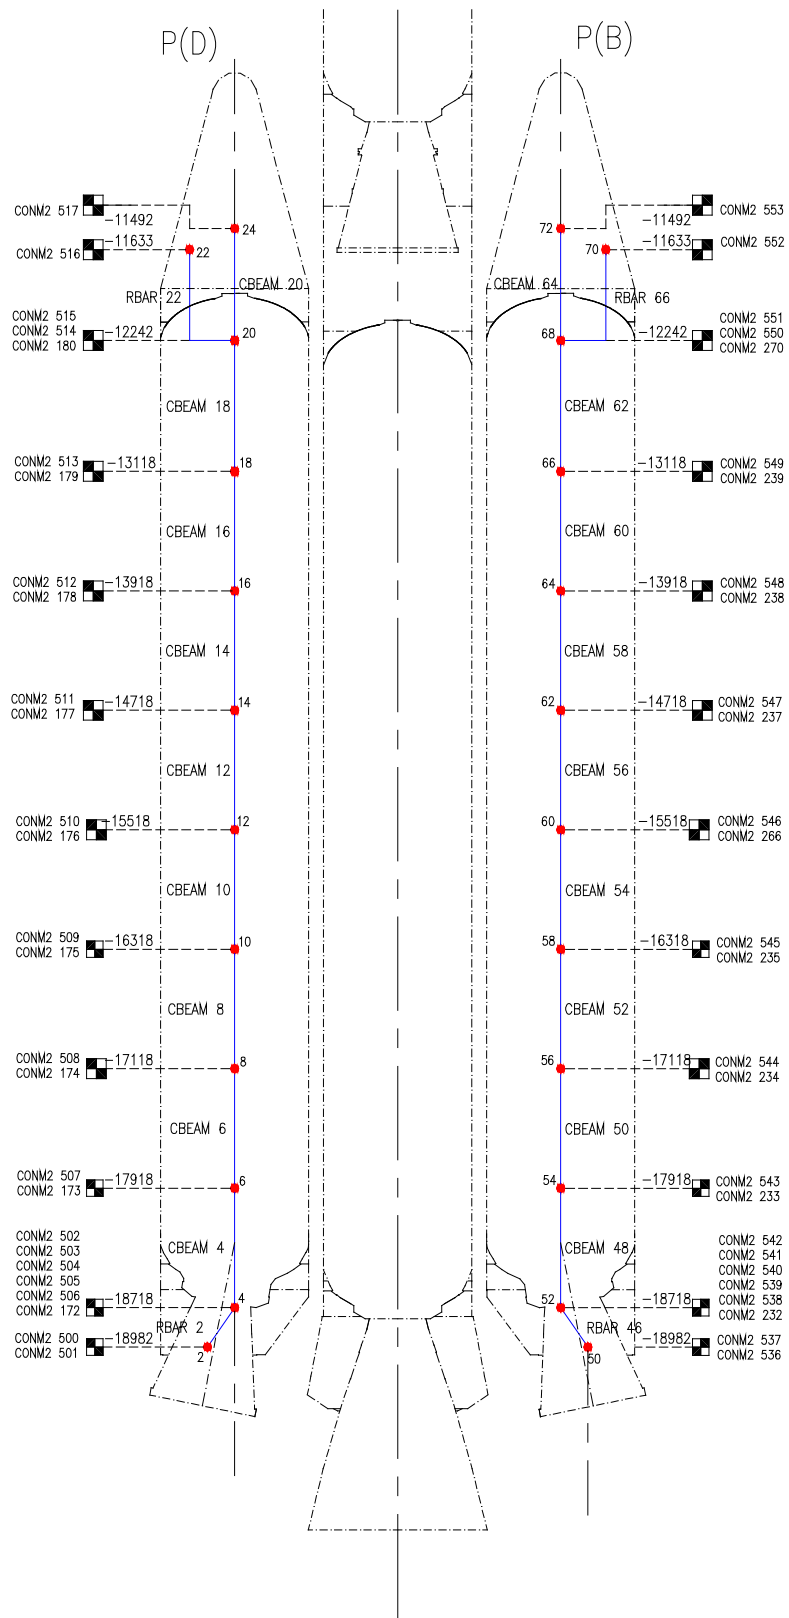 P(D)
P(B)
CONM2 517
-11492
24
72
-11492
CONM2 553
CONM2 516
-11633
22
70
-11633
CONM2 552
CBEAM 20
CBEAM 64
RBAR 22
RBAR 66
CONM2 515
CONM2 514
CONM2 180
-12242
20
68
-12242
CONM2 551
CONM2 550
CONM2 270
CBEAM 18
CBEAM 62
CONM2 513
CONM2 179
-13118
18
66
-13118
CONM2 549
CONM2 239
CBEAM 16
CBEAM 60
CONM2 512
CONM2 178
-13918
16
64
-13918
CONM2 548
CONM2 238
CBEAM 14
CBEAM 58
CONM2 511
CONM2 177
-14718
14
62
-14718
CONM2 547
CONM2 237
CBEAM 12
CBEAM 56
CONM2 510
CONM2 176
-15518
12
60
-15518
CONM2 546
CONM2 266
CBEAM 10
CBEAM 54
CONM2 509
CONM2 175
-16318
10
58
-16318
CONM2 545
CONM2 235
CBEAM 8
CBEAM 52
CONM2 508
CONM2 174
-17118
8
56
-17118
CONM2 544
CONM2 234
CBEAM 6
CBEAM 50
CONM2 507
CONM2 173
-17918
6
54
-17918
CONM2 543
CONM2 233
CBEAM 4
CBEAM 48
CONM2 502
CONM2 503
CONM2 504
CONM2 505
CONM2 506
CONM2 172
-18718
4
52
-18718
CONM2 542
CONM2 541
CONM2 540
CONM2 539
CONM2 538
CONM2 232
RBAR 2
RBAR 46
CONM2 500
CONM2 501
-18982
2
50
-18982
CONM2 537
CONM2 536